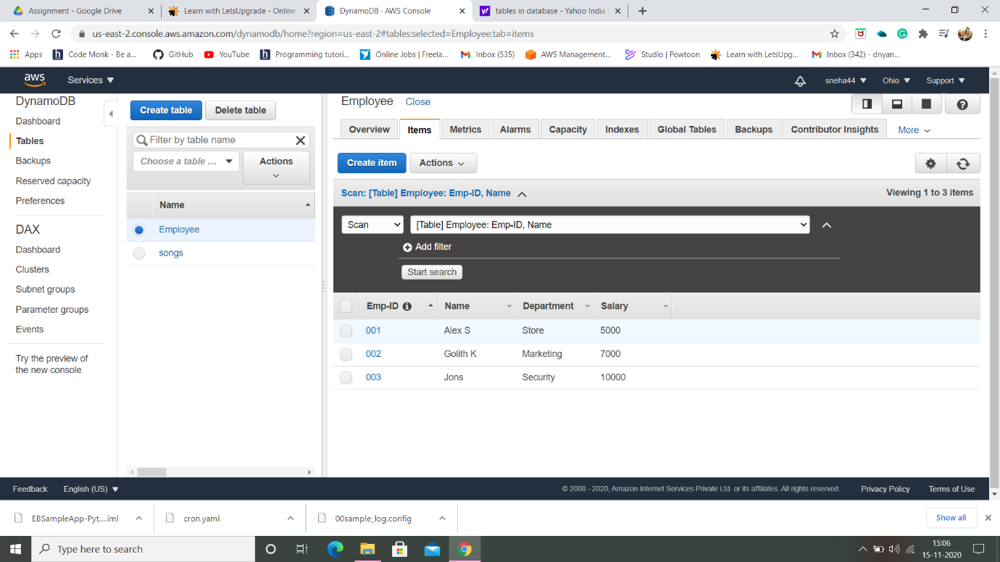 Assignment - Google Drive
Learn with LetsUpgrade - Online
DynamoDB · AWS Console
tables in database - Yahoo India
us-east-2.console.aws.amazon.com/dynamodb/home?region=us-east-2#tables:selected=Employee;tab=items
Apps
Code Monk - Be a...
GitHub
YouTube
Programming tutori...
Online Jobs | Freela...
Inbox (535)
AWS Management...
Studio | Powtoon
Learn with LetsUpg...
Inbox (342) - dnyan...
aws
Services
sneha44
Ohio
Support
DynamoDB
Dashboard
Tables
Backups
Reserved capacity
Preferences
DAX
Dashboard
Clusters
Subnet groups
Parameter groups
Events
Try the preview of
the new console
Create table
Delete table
Filter by table name
Choose a table ...
Actions
Name
Employee
songs
Employee Close
Overview
Items
Metrics
Alarms
Capacity
Indexes
Global Tables
Backups
Contributor Insights
More
Create item
Actions
Scan: [Table] Employee: Emp-ID, Name
Viewing 1 to 3 items
Scan
[Table] Employee: Emp-ID, Name
Add filter
Start search
Emp-ID Name Department Salary
001 Alex S Store 5000
002 Golith K Marketing 7000
003 Jons Security 10000
Feedback
English (US)
© 2008 - 2020, Amazon Internet Services Private Ltd. or its affiliates. All rights reserved.
Privacy Policy
Terms of Use
EBSampleApp-Pyt....iml
cron.yaml
00sample_log.config
Show all
Type here to search
15:06
15-11-2020